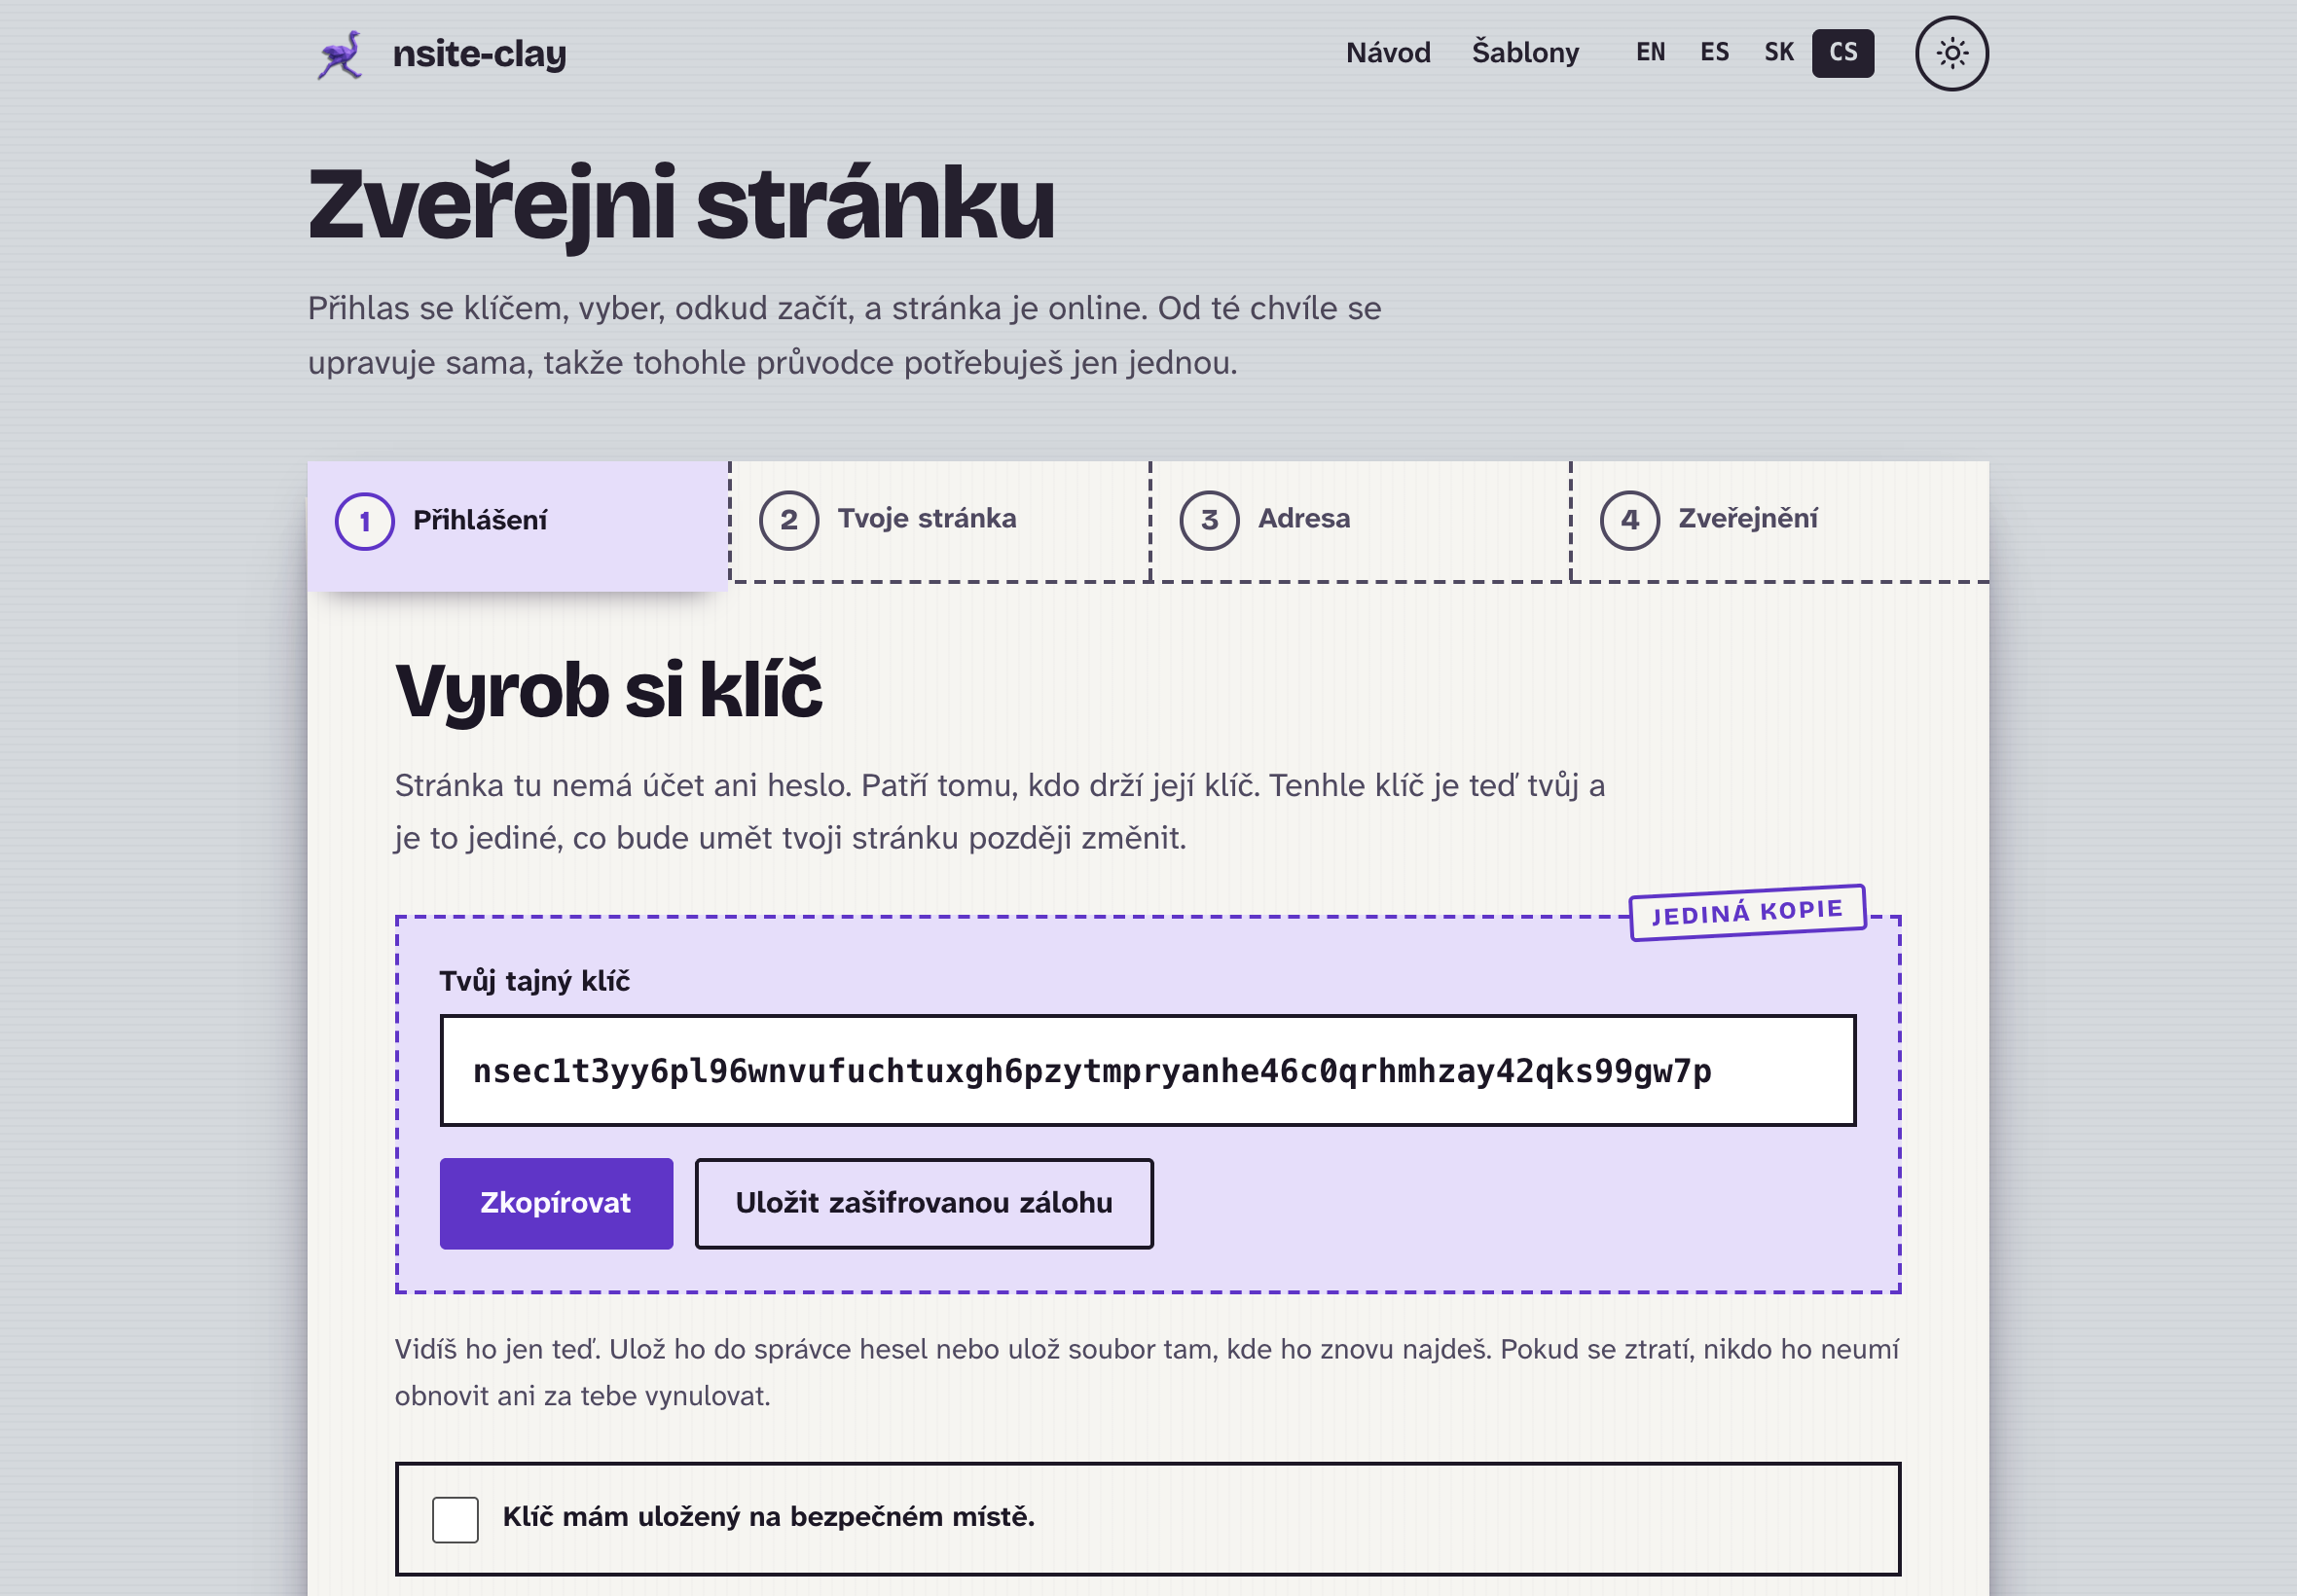 nsite-clay
Návod Šablony EN ES SK CS
Zveřejni stránku
Přihlas se klíčem, vyber, odkud začít, a stránka je online. Od té chvíle se
upravuje sama, takže tohohle průvodce potřebuješ jen jednou.
1 Přihlášení
2 Tvoje stránka
3 Adresa
4 Zveřejnění
Vyrob si klíč
Stránka tu nemá účet ani heslo. Patří tomu, kdo drží její klíč. Tenhle klíč je teď tvůj a
je to jediné, co bude umět tvoji stránku později změnit.
JEDINÁ KOPIE
Tvůj tajný klíč
nsec1t3yy6pl96wnvufuchtuxgh6pzytmpryanhe46c0qrhmhzay42qks99gw7p
Zkopírovat
Uložit zašifrovanou zálohu
Vidíš ho jen teď. Ulož ho do správce hesel nebo ulož soubor tam, kde ho znovu najdeš. Pokud se ztratí, nikdo ho neumí
obnovit ani za tebe vynulovat.
Klíč mám uložený na bezpečném místě.